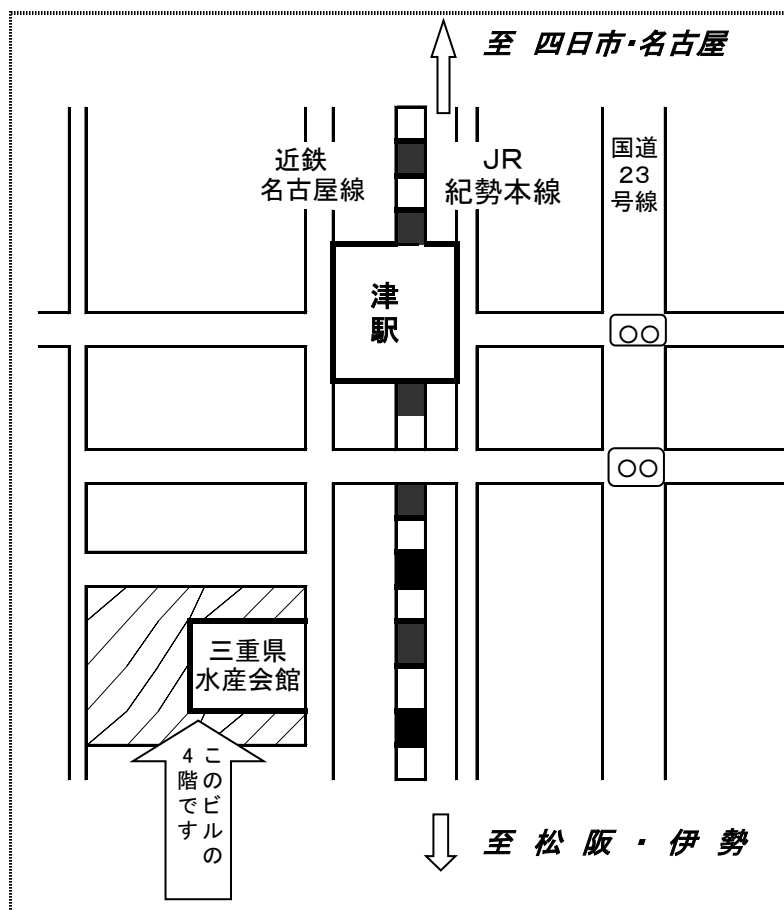 至 四日市・名古屋
近鉄
名古屋線
JR
紀勢本線
国道
23
号線
津
駅
三重県
水産会館
このビルの
4階です
至 松 阪 ・ 伊 勢